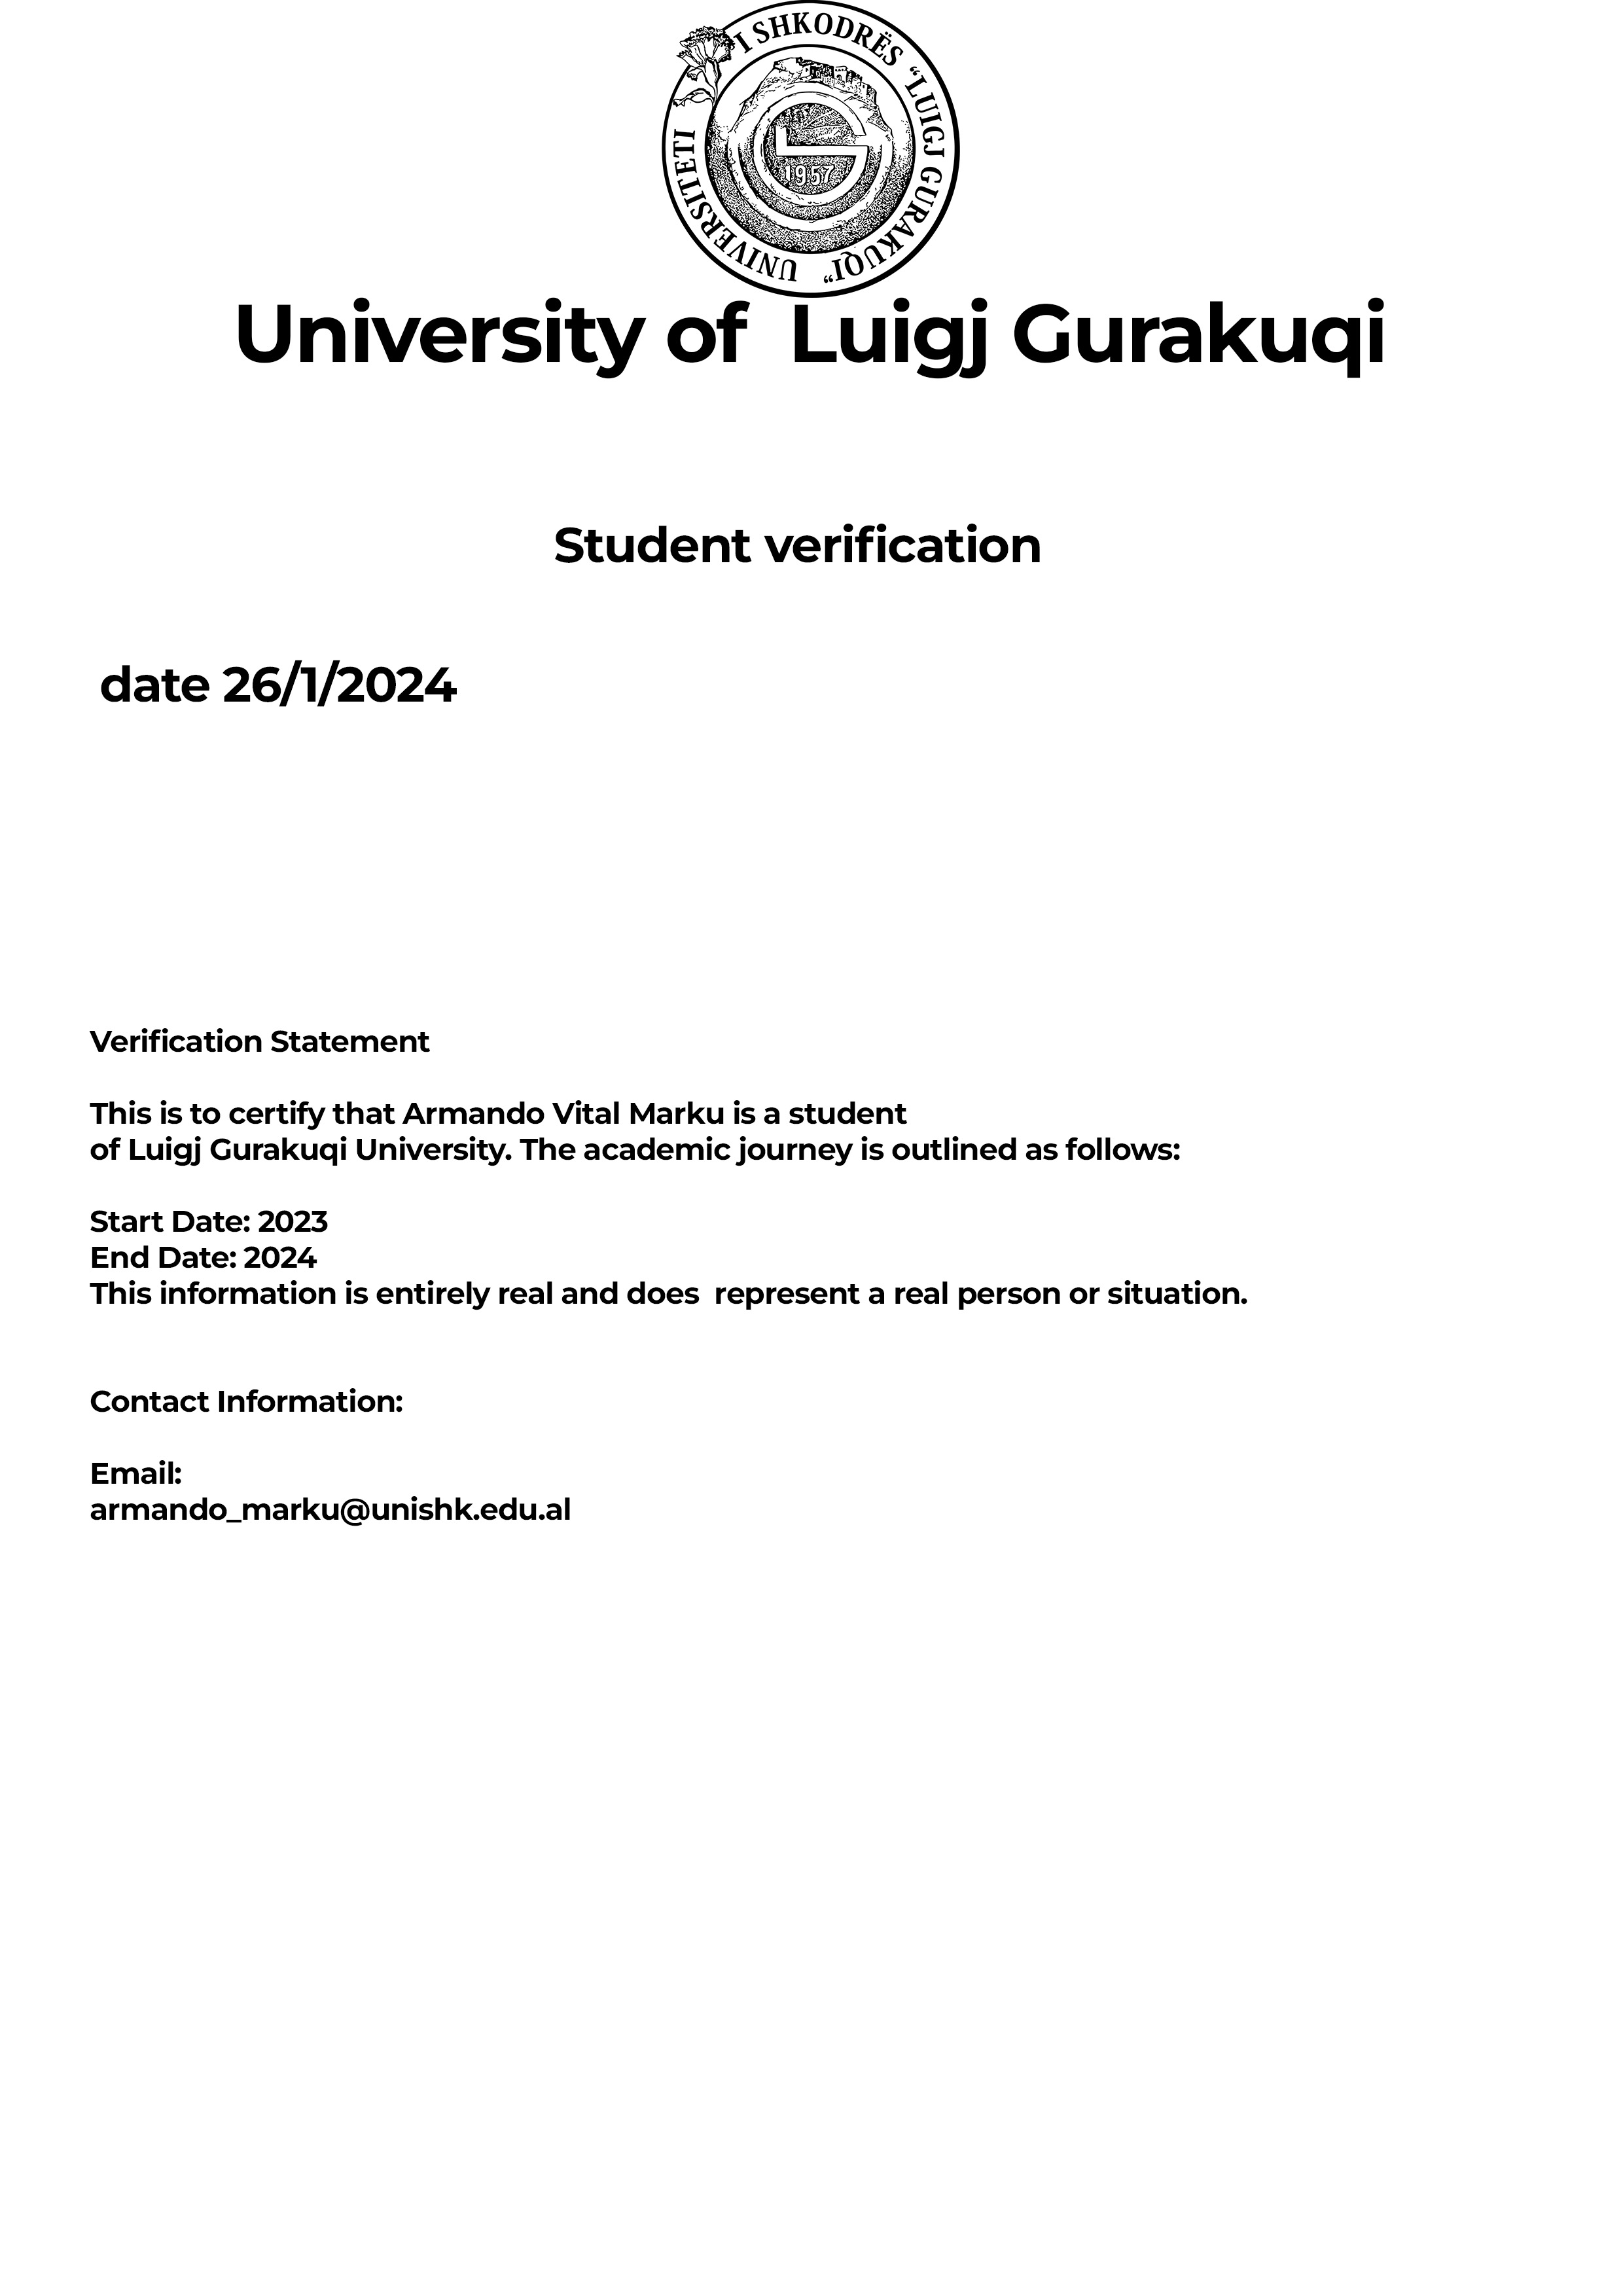 UNIVERSITETI I SHKODRËS “LUIGJ GURAKUQI“
1957
University of  Luigj Gurakuqi
Student verification
date 26/1/2024
Verification Statement
This is to certify that Armando Vital Marku is a student
of Luigj Gurakuqi University. The academic journey is outlined as follows:
Start Date: 2023
End Date: 2024
This information is entirely real and does  represent a real person or situation.
Contact Information:
Email:
armando_marku@unishk.edu.al